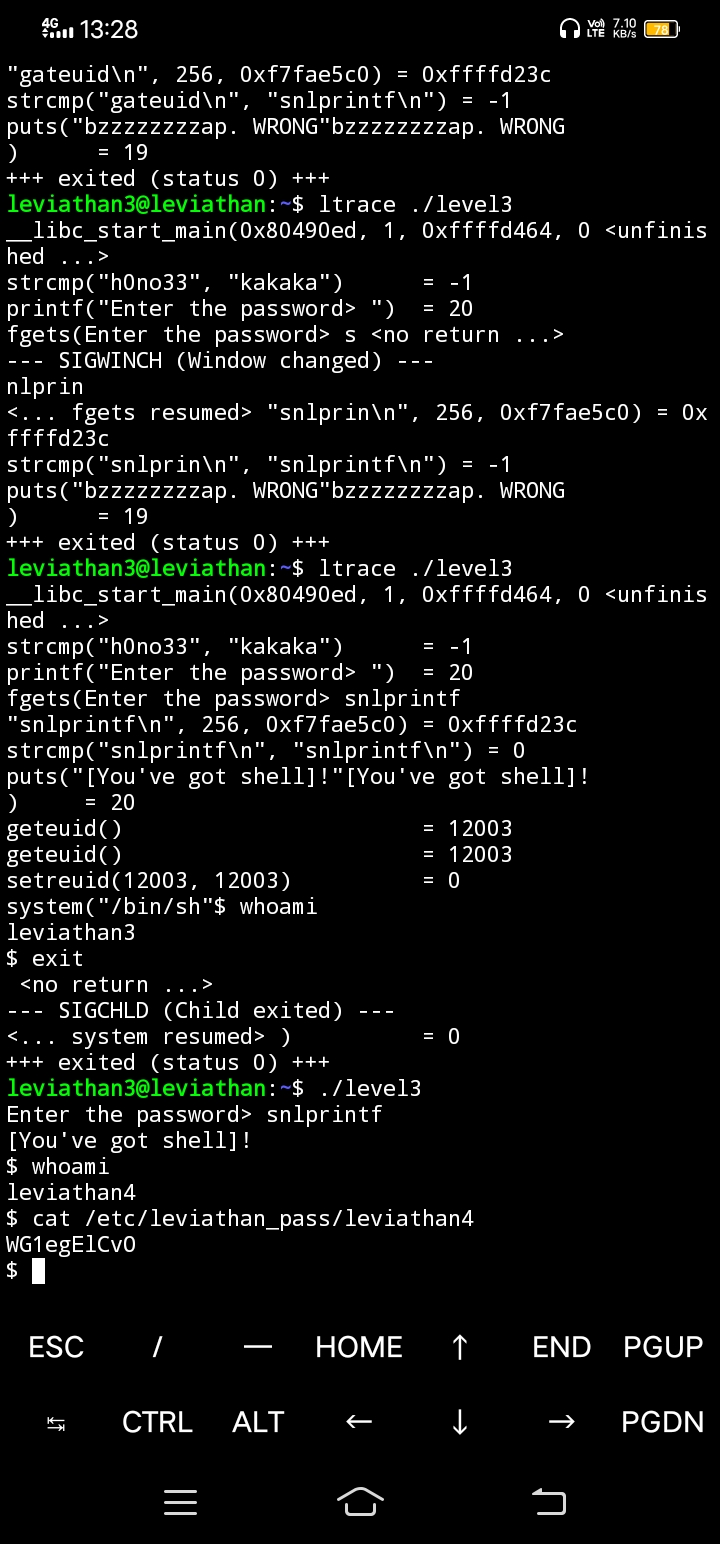 4G 13:28 Vo) LTE 7.10 KB/s 78
"gateuid\n", 256, 0xf7fae5c0) = 0xffffd23c
strcmp("gateuid\n", "snlprintf\n") = -1
puts("bzzzzzzzzap. WRONG"bzzzzzzzzap. WRONG
)      = 19
+++ exited (status 0) +++
leviathan3@leviathan:~$ ltrace ./level3
__libc_start_main(0x80490ed, 1, 0xffffd464, 0 <unfinis
hed ...>
strcmp("h0no33", "kakaka")      = -1
printf("Enter the password> ")  = 20
fgets(Enter the password> s <no return ...>
--- SIGWINCH (Window changed) ---
nlprin
<... fgets resumed> "snlprin\n", 256, 0xf7fae5c0) = 0x
ffffd23c
strcmp("snlprin\n", "snlprintf\n") = -1
puts("bzzzzzzzzap. WRONG"bzzzzzzzzap. WRONG
)      = 19
+++ exited (status 0) +++
leviathan3@leviathan:~$ ltrace ./level3
__libc_start_main(0x80490ed, 1, 0xffffd464, 0 <unfinis
hed ...>
strcmp("h0no33", "kakaka")      = -1
printf("Enter the password> ")  = 20
fgets(Enter the password> snlprintf
"snlprintf\n", 256, 0xf7fae5c0) = 0xffffd23c
strcmp("snlprintf\n", "snlprintf\n") = 0
puts("[You've got shell]!"[You've got shell]!
)     = 20
geteuid()                       = 12003
geteuid()                       = 12003
setreuid(12003, 12003)          = 0
system("/bin/sh"$ whoami
leviathan3
$ exit
 <no return ...>
--- SIGCHLD (Child exited) ---
<... system resumed> )          = 0
+++ exited (status 0) +++
leviathan3@leviathan:~$ ./level3
Enter the password> snlprintf
[You've got shell]!
$ whoami
leviathan4
$ cat /etc/leviathan_pass/leviathan4
WG1egElCvO
$
ESC / — HOME ↑ END PGUP
↹ CTRL ALT ← ↓ → PGDN